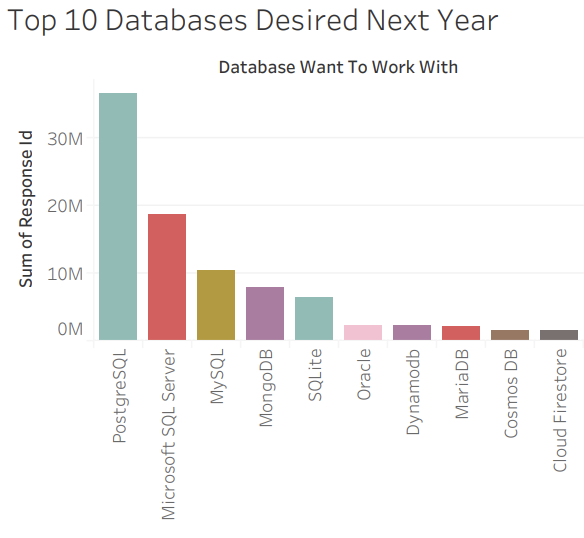 Top 10 Databases Desired Next Year
Database Want To Work With
Sum of Response Id
30M
20M
10M
0M
PostgreSQL
Microsoft SQL Server
MySQL
MongoDB
SQLite
Oracle
Dynamodb
MariaDB
Cosmos DB
Cloud Firestore